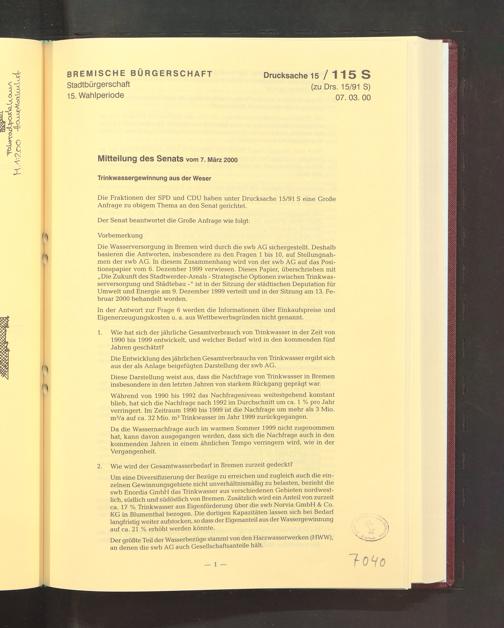 BREMISCHE BÜRGERSCHAFT
Stadtbürgerschaft
15. Wahlperiode
Drucksache 15 / 115 S
(zu Drs. 15/91 S)
07. 03. 00
Mitteilung des Senats vom 7. März 2000
Trinkwassergewinnung aus der Weser
Die Fraktionen der SPD und CDU haben unter Drucksache 15/91 S eine Große
Anfrage zu obigem Thema an den Senat gerichtet.
Der Senat beantwortet die Große Anfrage wie folgt:
Vorbemerkung
Die Wasserversorgung in Bremen wird durch die swb AG sichergestellt. Deshalb
basieren die Antworten, insbesondere zu den Fragen 1 bis 10, auf Stellungnah-
men der swb AG. In diesem Zusammenhang wird von der swb AG auf das Posi-
tionspapier vom 6. Dezember 1999 verwiesen. Dieses Papier, überschrieben mit
„Die Zukunft des Stadtwerder-Areals - Strategische Optionen zwischen Trinkwas-
serversorgung und Städtebau -" ist in der Sitzung der städtischen Deputation für
Umwelt und Energie am 9. Dezember 1999 verteilt und in der Sitzung am 13. Fe-
bruar 2000 behandelt worden.
In der Antwort zur Frage 6 werden die Informationen über Einkaufspreise und
Eigenerzeugungskosten u. a. aus Wettbewerbsgründen nicht genannt.
1. Wie hat sich der jährliche Gesamtverbrauch von Trinkwasser in der Zeit von
1990 bis 1999 entwickelt, und welcher Bedarf wird in den kommenden fünf
Jahren geschätzt?
Die Entwicklung des jährlichen Gesamtverbrauchs von Trinkwasser ergibt sich
aus der als Anlage beigefügten Darstellung der swb AG.
Diese Darstellung weist aus, dass die Nachfrage von Trinkwasser in Bremen
insbesondere in den letzten Jahren von starkem Rückgang geprägt war.
Während von 1990 bis 1992 das Nachfrageniveau weitestgehend konstant
blieb, hat sich die Nachfrage nach 1992 im Durchschnitt um ca. 1 % pro Jahr
verringert. Im Zeitraum 1990 bis 1999 ist die Nachfrage um mehr als 3 Mio.
m³/a auf ca. 32 Mio. m³ Trinkwasser im Jahr 1999 zurückgegangen.
Da die Wassernachfrage auch im warmen Sommer 1999 nicht zugenommen
hat, kann davon ausgegangen werden, dass sich die Nachfrage auch in den
kommenden Jahren in einem ähnlichen Tempo verringern wird, wie in der
Vergangenheit.
2. Wie wird der Gesamtwasserbedarf in Bremen zurzeit gedeckt?
Um eine Diversifizierung der Bezüge zu erreichen und zugleich auch die ein-
zelnen Gewinnungsgebiete nicht unverhältnismäßig zu belasten, bezieht die
swb Enordia GmbH das Trinkwasser aus verschiedenen Gebieten nordwest-
lich, südlich und südöstlich von Bremen. Zusätzlich wird ein Anteil von zurzeit
ca. 17 % Trinkwasser aus Eigenförderung über die swb Norvia GmbH & Co.
KG in Blumenthal bezogen. Die dortigen Kapazitäten lassen sich bei Bedarf
langfristig weiter aufstocken, so dass der Eigenanteil aus der Wassergewinnung
auf ca. 21 % erhöht werden könnte.
Der größte Teil der Wasserbezüge stammt von den Harzwasserwerken (HWW),
an denen die swb AG auch Gesellschaftsanteile hält.
— 1 —
7040